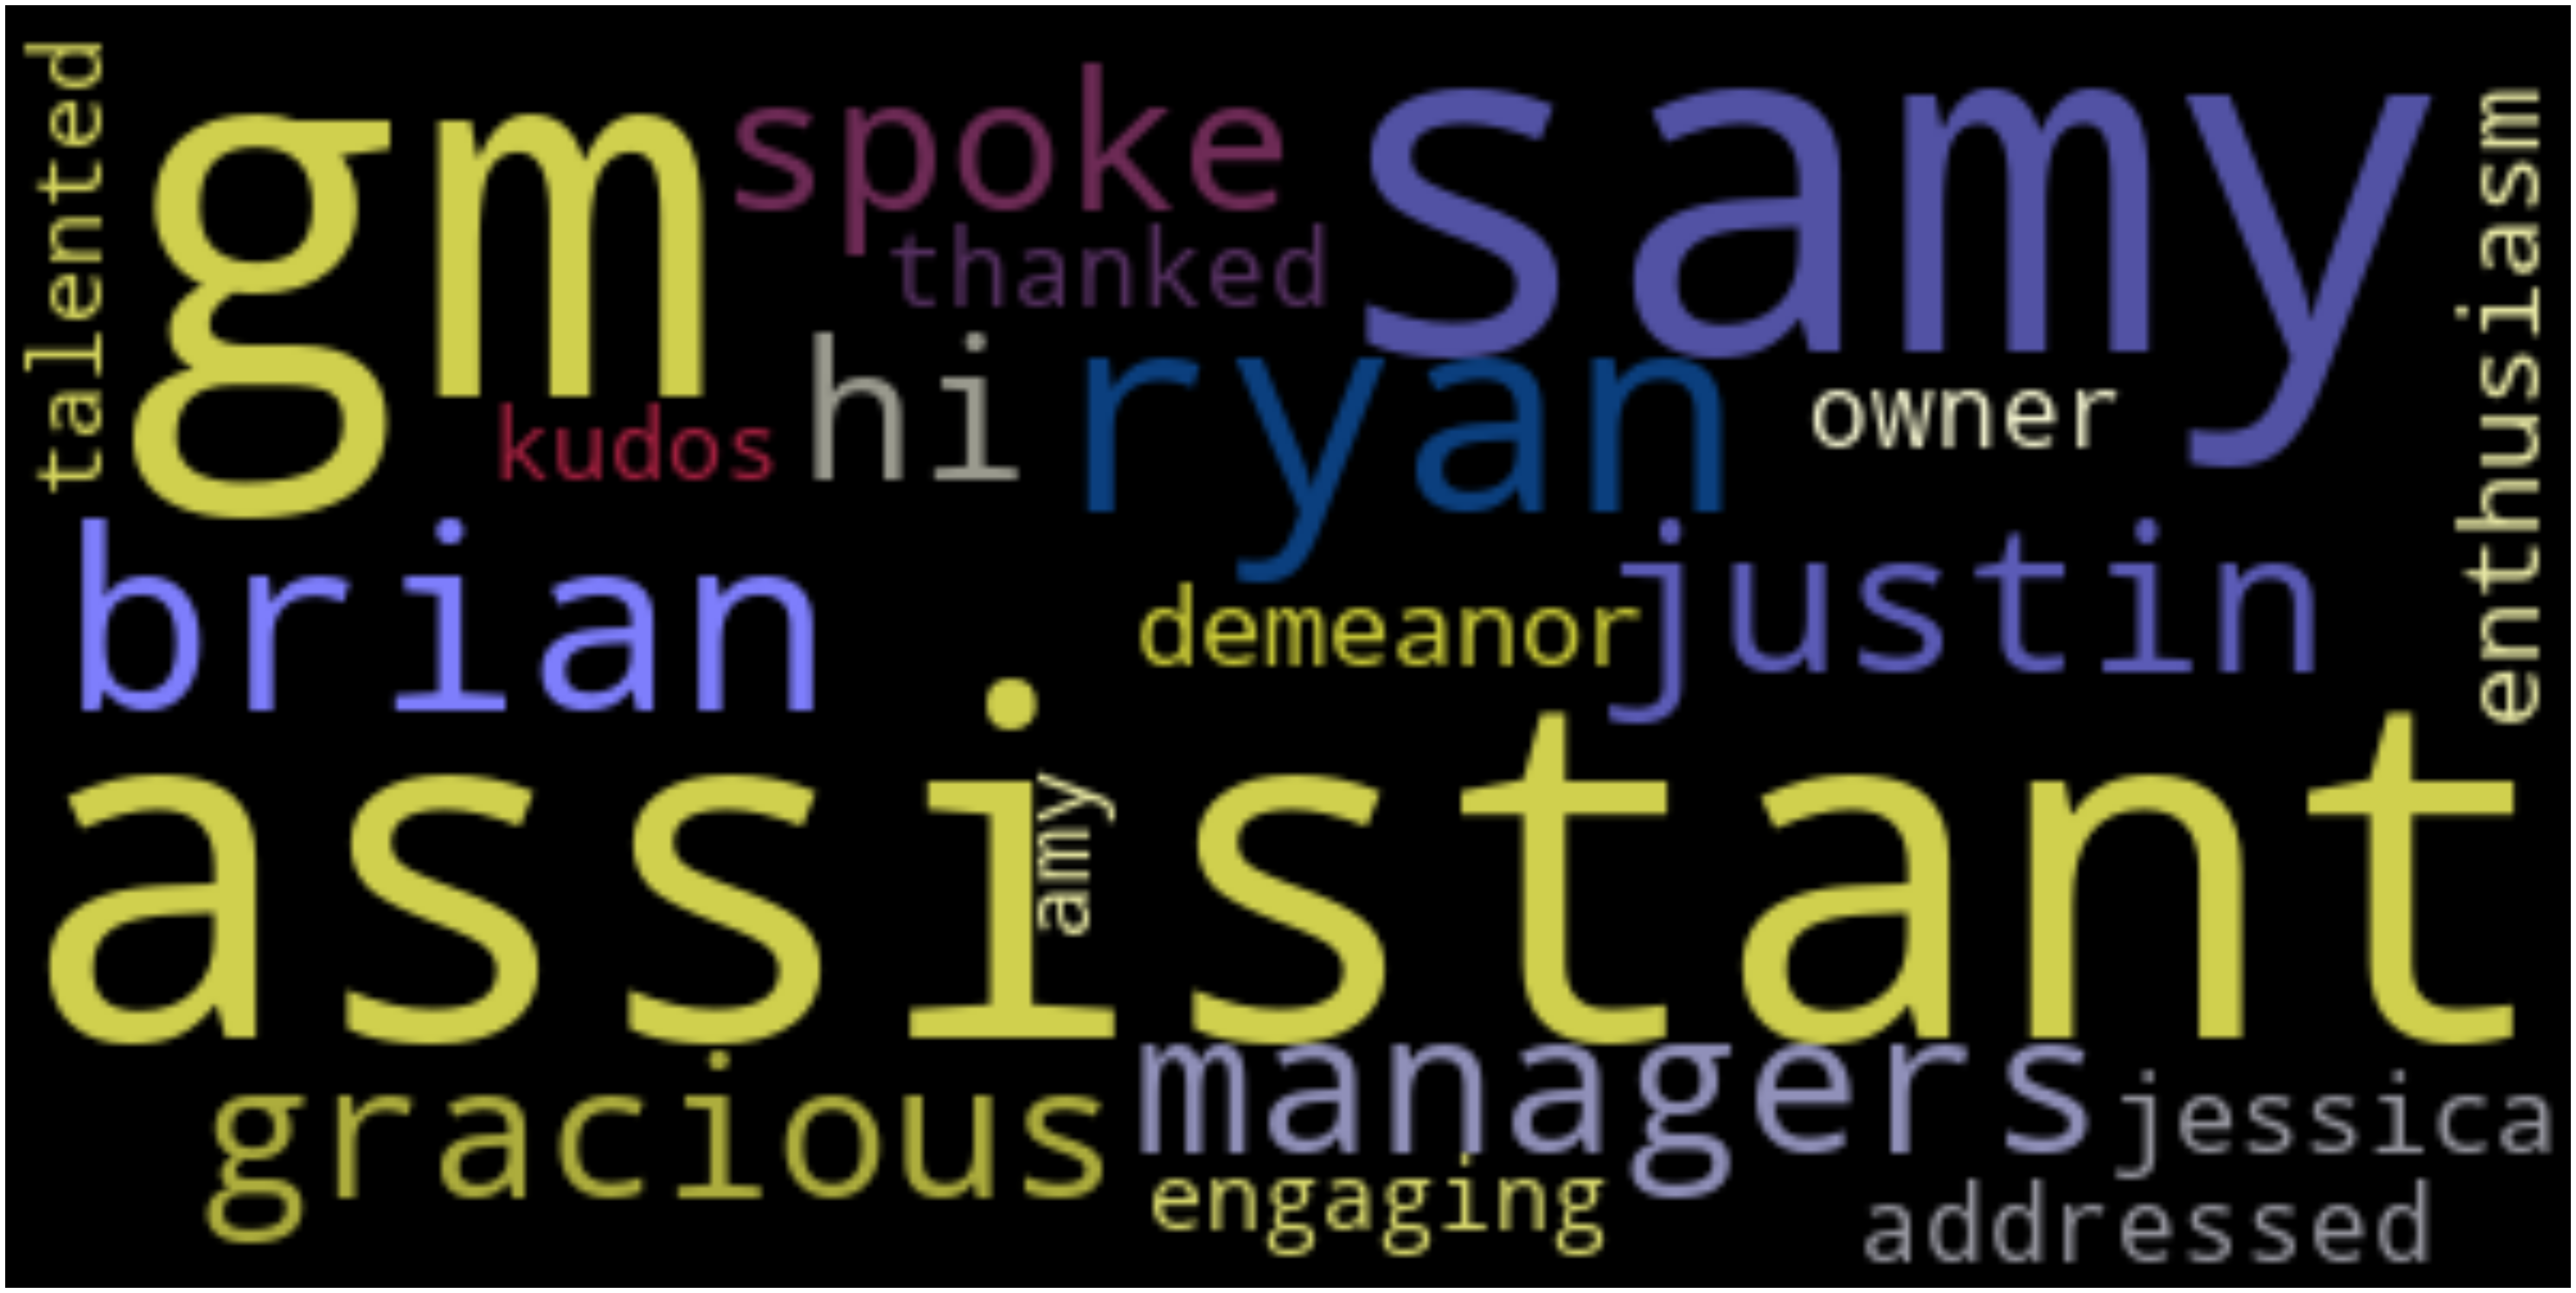 talented
gm
spoke
samy
enthusiasm
thanked
hi
ryan
owner
kudos
brian
justin
demeanor
assistant
amy
managers
gracious
jessica
engaging
addressed